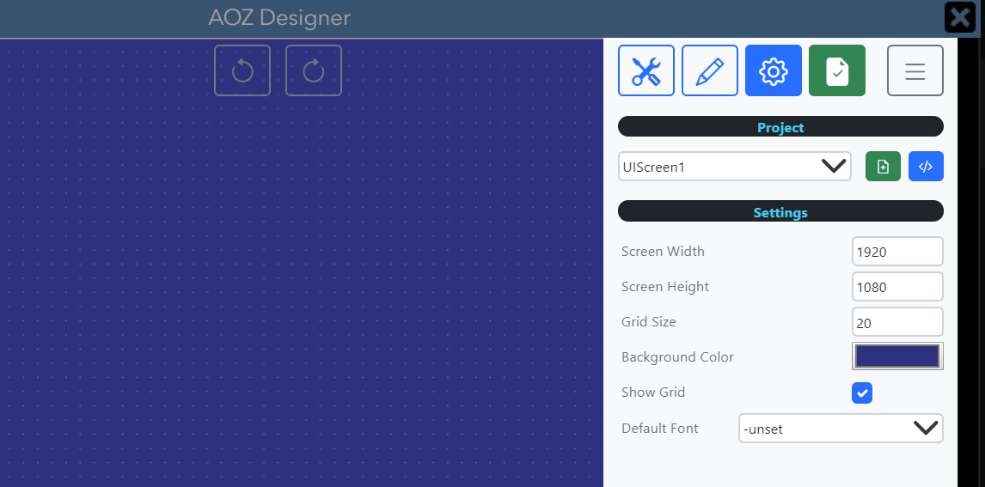 AOZ Designer
Project
UIScreen1
Settings
Screen Width 1920
Screen Height 1080
Grid Size 20
Background Color
Show Grid
Default Font -unset